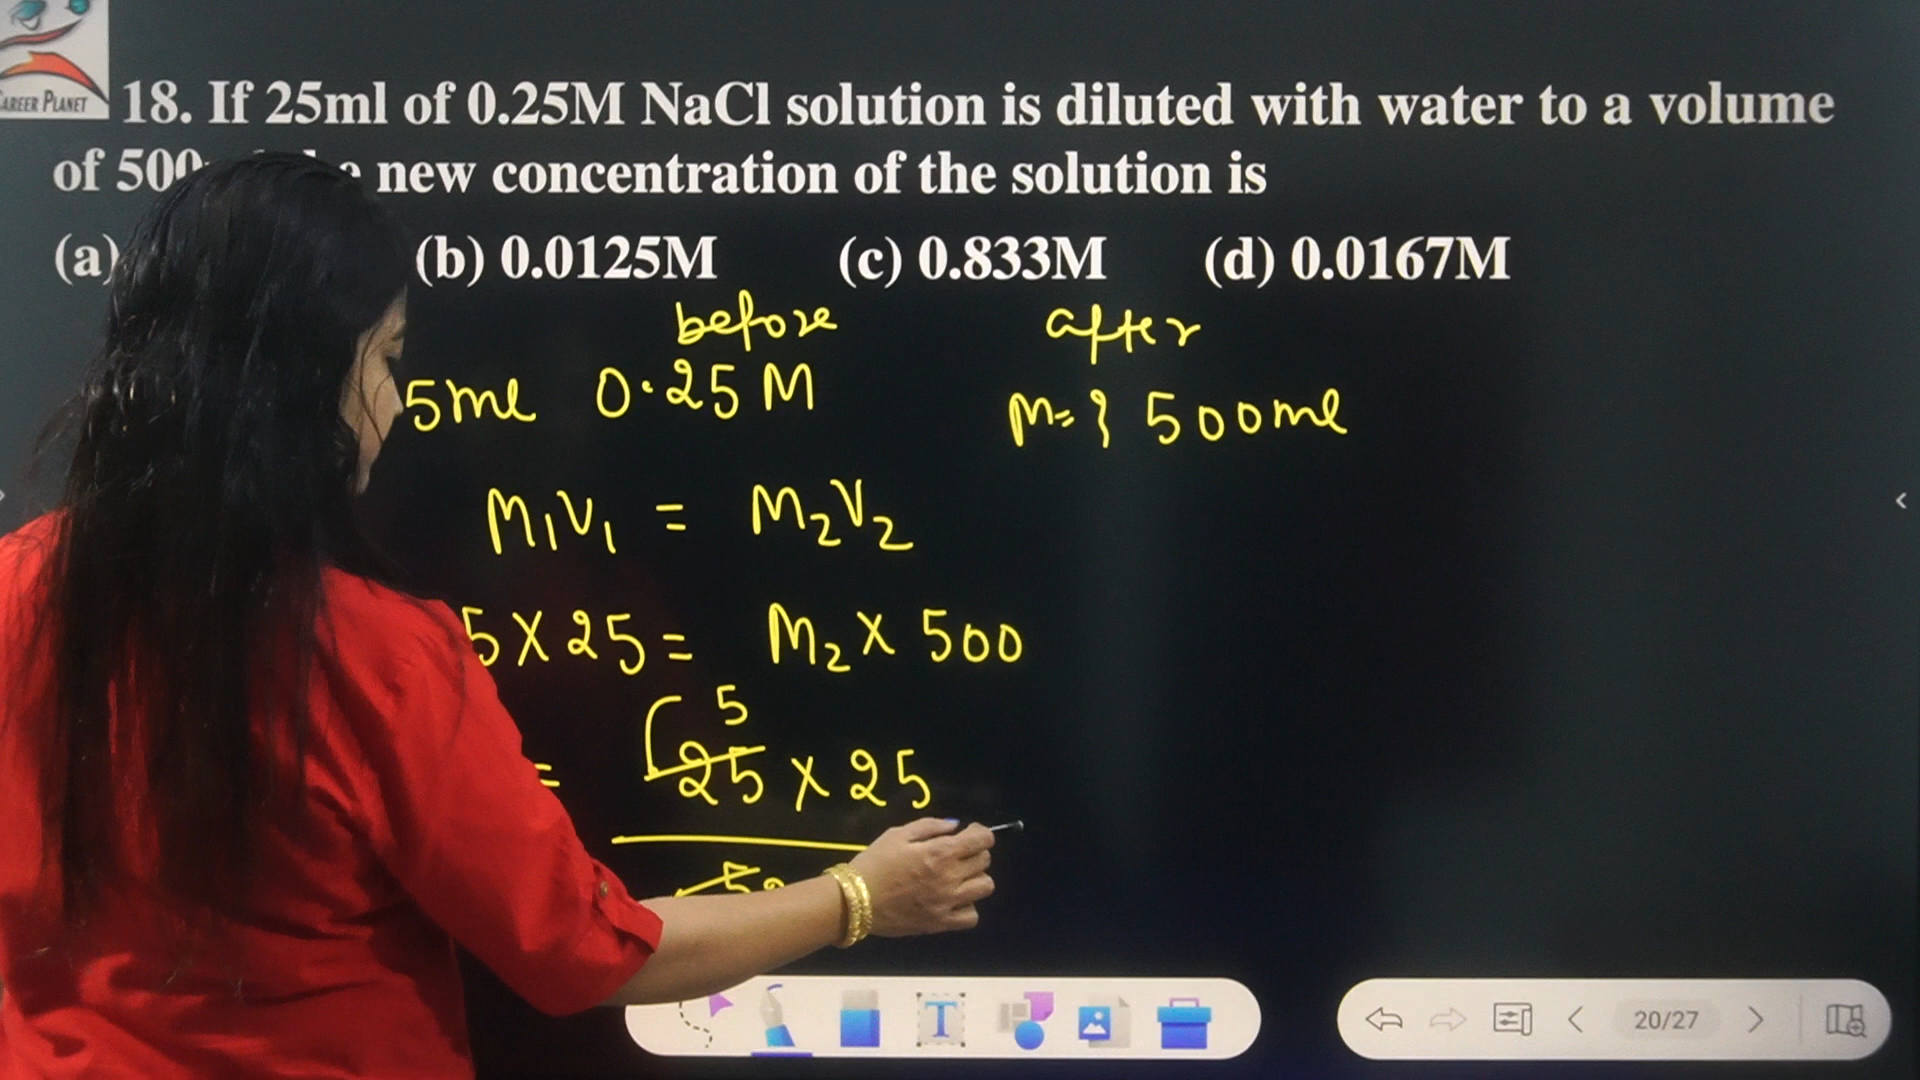 CAREER PLANET
18. If 25ml of 0.25M NaCl solution is diluted with water to a volume
of 500 new concentration of the solution is
(a) (b) 0.0125M (c) 0.833M (d) 0.0167M
before after
5ml 0.25 M M=? 500ml
M1V1 = M2V2
5 X 25 = M2 X 500
5
= 25 X 25
T
20/27